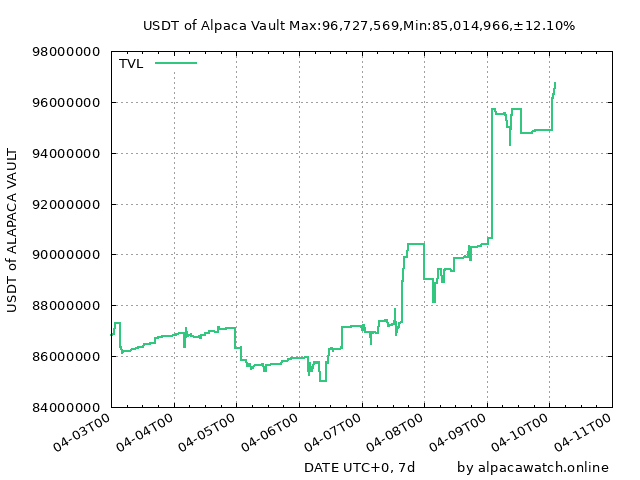 USDT of Alpaca Vault Max:96,727,569,Min:85,014,966,±12.10%
98000000
TVL
96000000
94000000
92000000
90000000
88000000
86000000
84000000
USDT of ALAPACA VAULT
04-03T00
04-04T00
04-05T00
04-06T00
04-07T00
04-08T00
04-09T00
04-10T00
04-11T00
DATE UTC+0, 7d
by alpacawatch.online